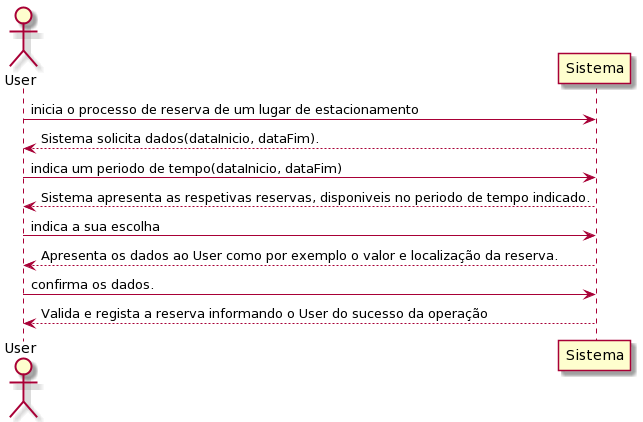 User
Sistema
inicia o processo de reserva de um lugar de estacionamento
Sistema solicita dados(dataInicio, dataFim).
indica um periodo de tempo(dataInicio, dataFim)
Sistema apresenta as respetivas reservas, disponiveis no periodo de tempo indicado.
indica a sua escolha
Apresenta os dados ao User como por exemplo o valor e localização da reserva.
confirma os dados.
Valida e regista a reserva informando o User do sucesso da operação
User
Sistema